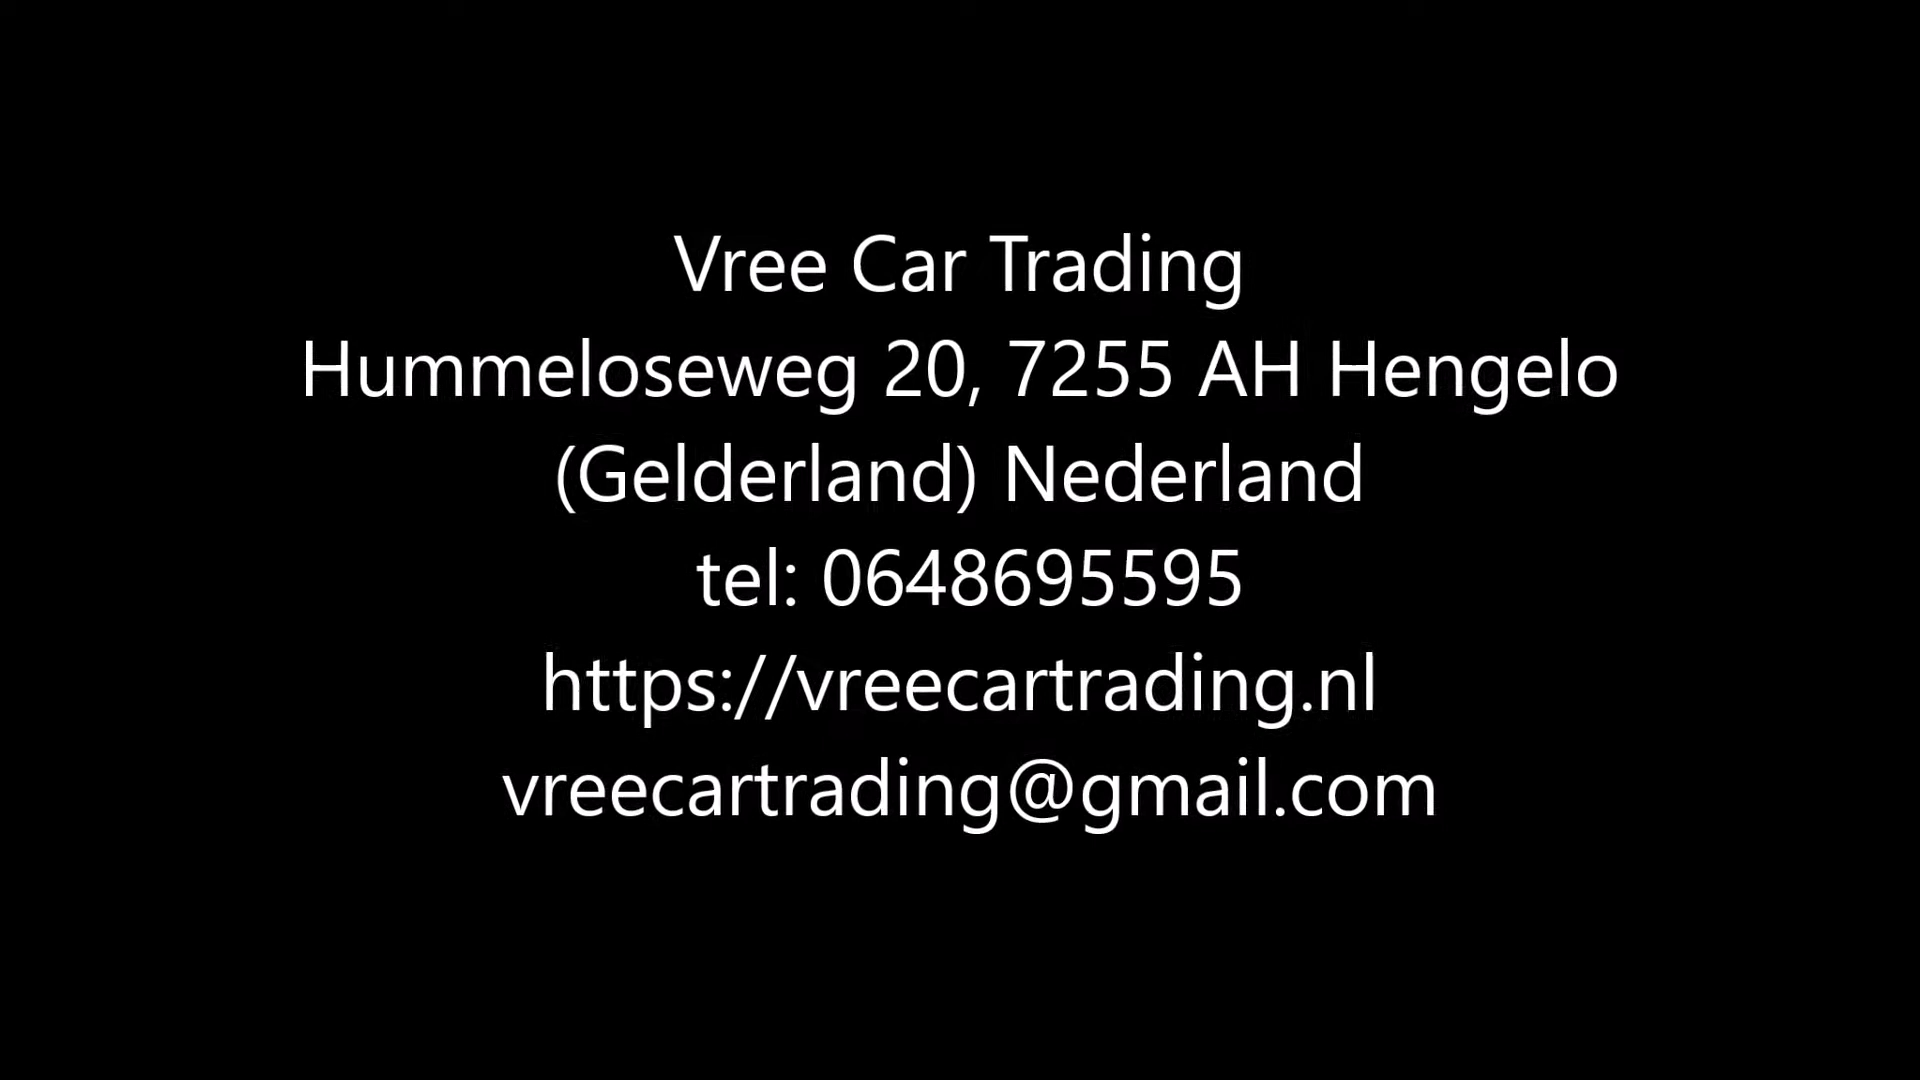 Vree Car Trading
Hummeloseweg 20, 7255 AH Hengelo
(Gelderland) Nederland
tel: 0648695595
https://vreecartrading.nl
vreecartrading@gmail.com